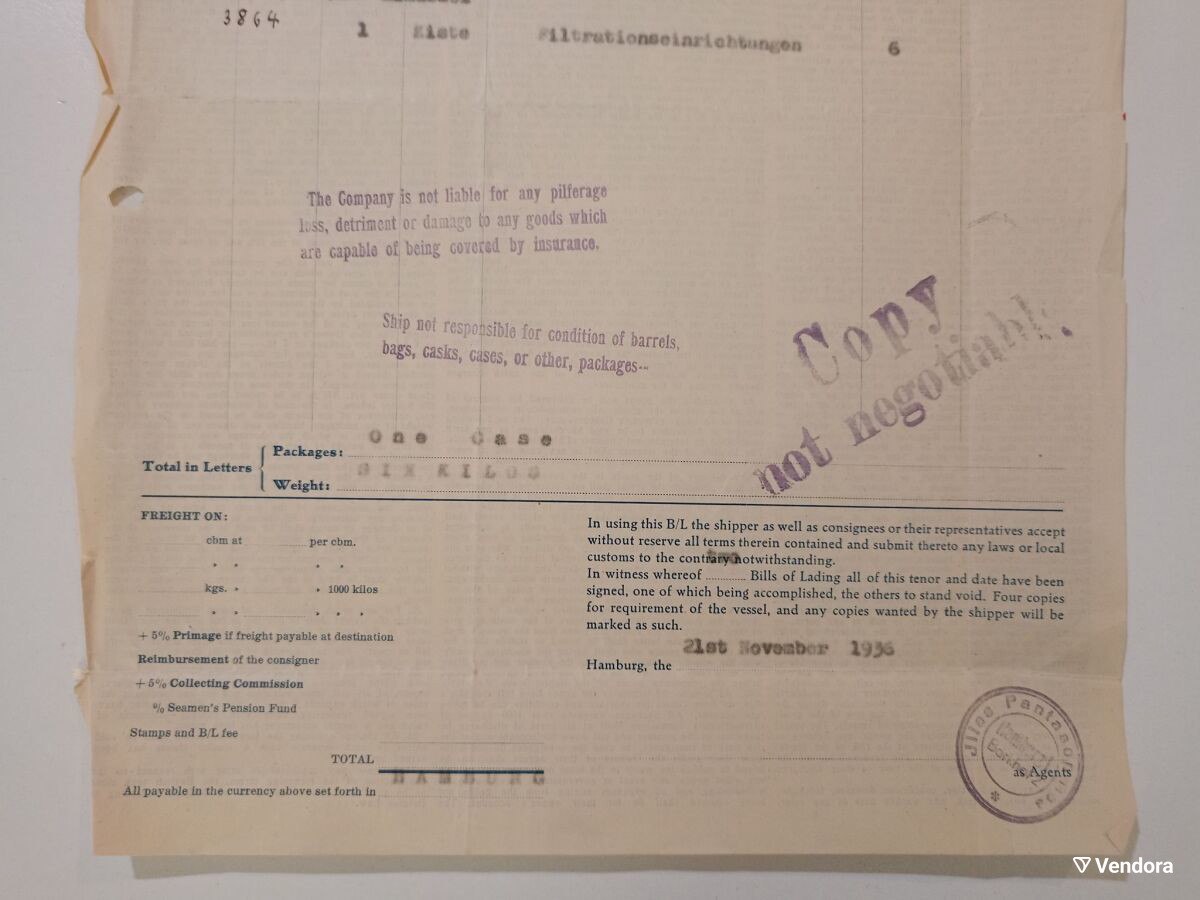 3864
1 Kiste Filtrationseinrichtungen 6
The Company is not liable for any pilferage
loss, detriment or damage to any goods which
are capable of being covered by insurance.
Ship not responsible for condition of barrels,
bags, casks, cases, or other, packages--
Copy
not negotiable.
One Case
Total in Letters { Packages:
SIX KILOS
Weight:
FREIGHT ON:
cbm at per cbm.
" " " "
kgs. " " 1000 kilos
" " " " "
+ 5% Primage if freight payable at destination
Reimbursement of the consigner
+ 5% Collecting Commission
% Seamen's Pension Fund
Stamps and B/L fee
TOTAL
HAMBURG
All payable in the currency above set forth in
In using this B/L the shipper as well as consignees or their representatives accept
without reserve all terms therein contained and submit thereto any laws or local
customs to the contrary notwithstanding.
two
In witness whereof Bills of Lading all of this tenor and date have been
signed, one of which being accomplished, the others to stand void. Four copies
for requirement of the vessel, and any copies wanted by the shipper will be
marked as such.
21st November 1936
Hamburg, the
as Agents
Vendora